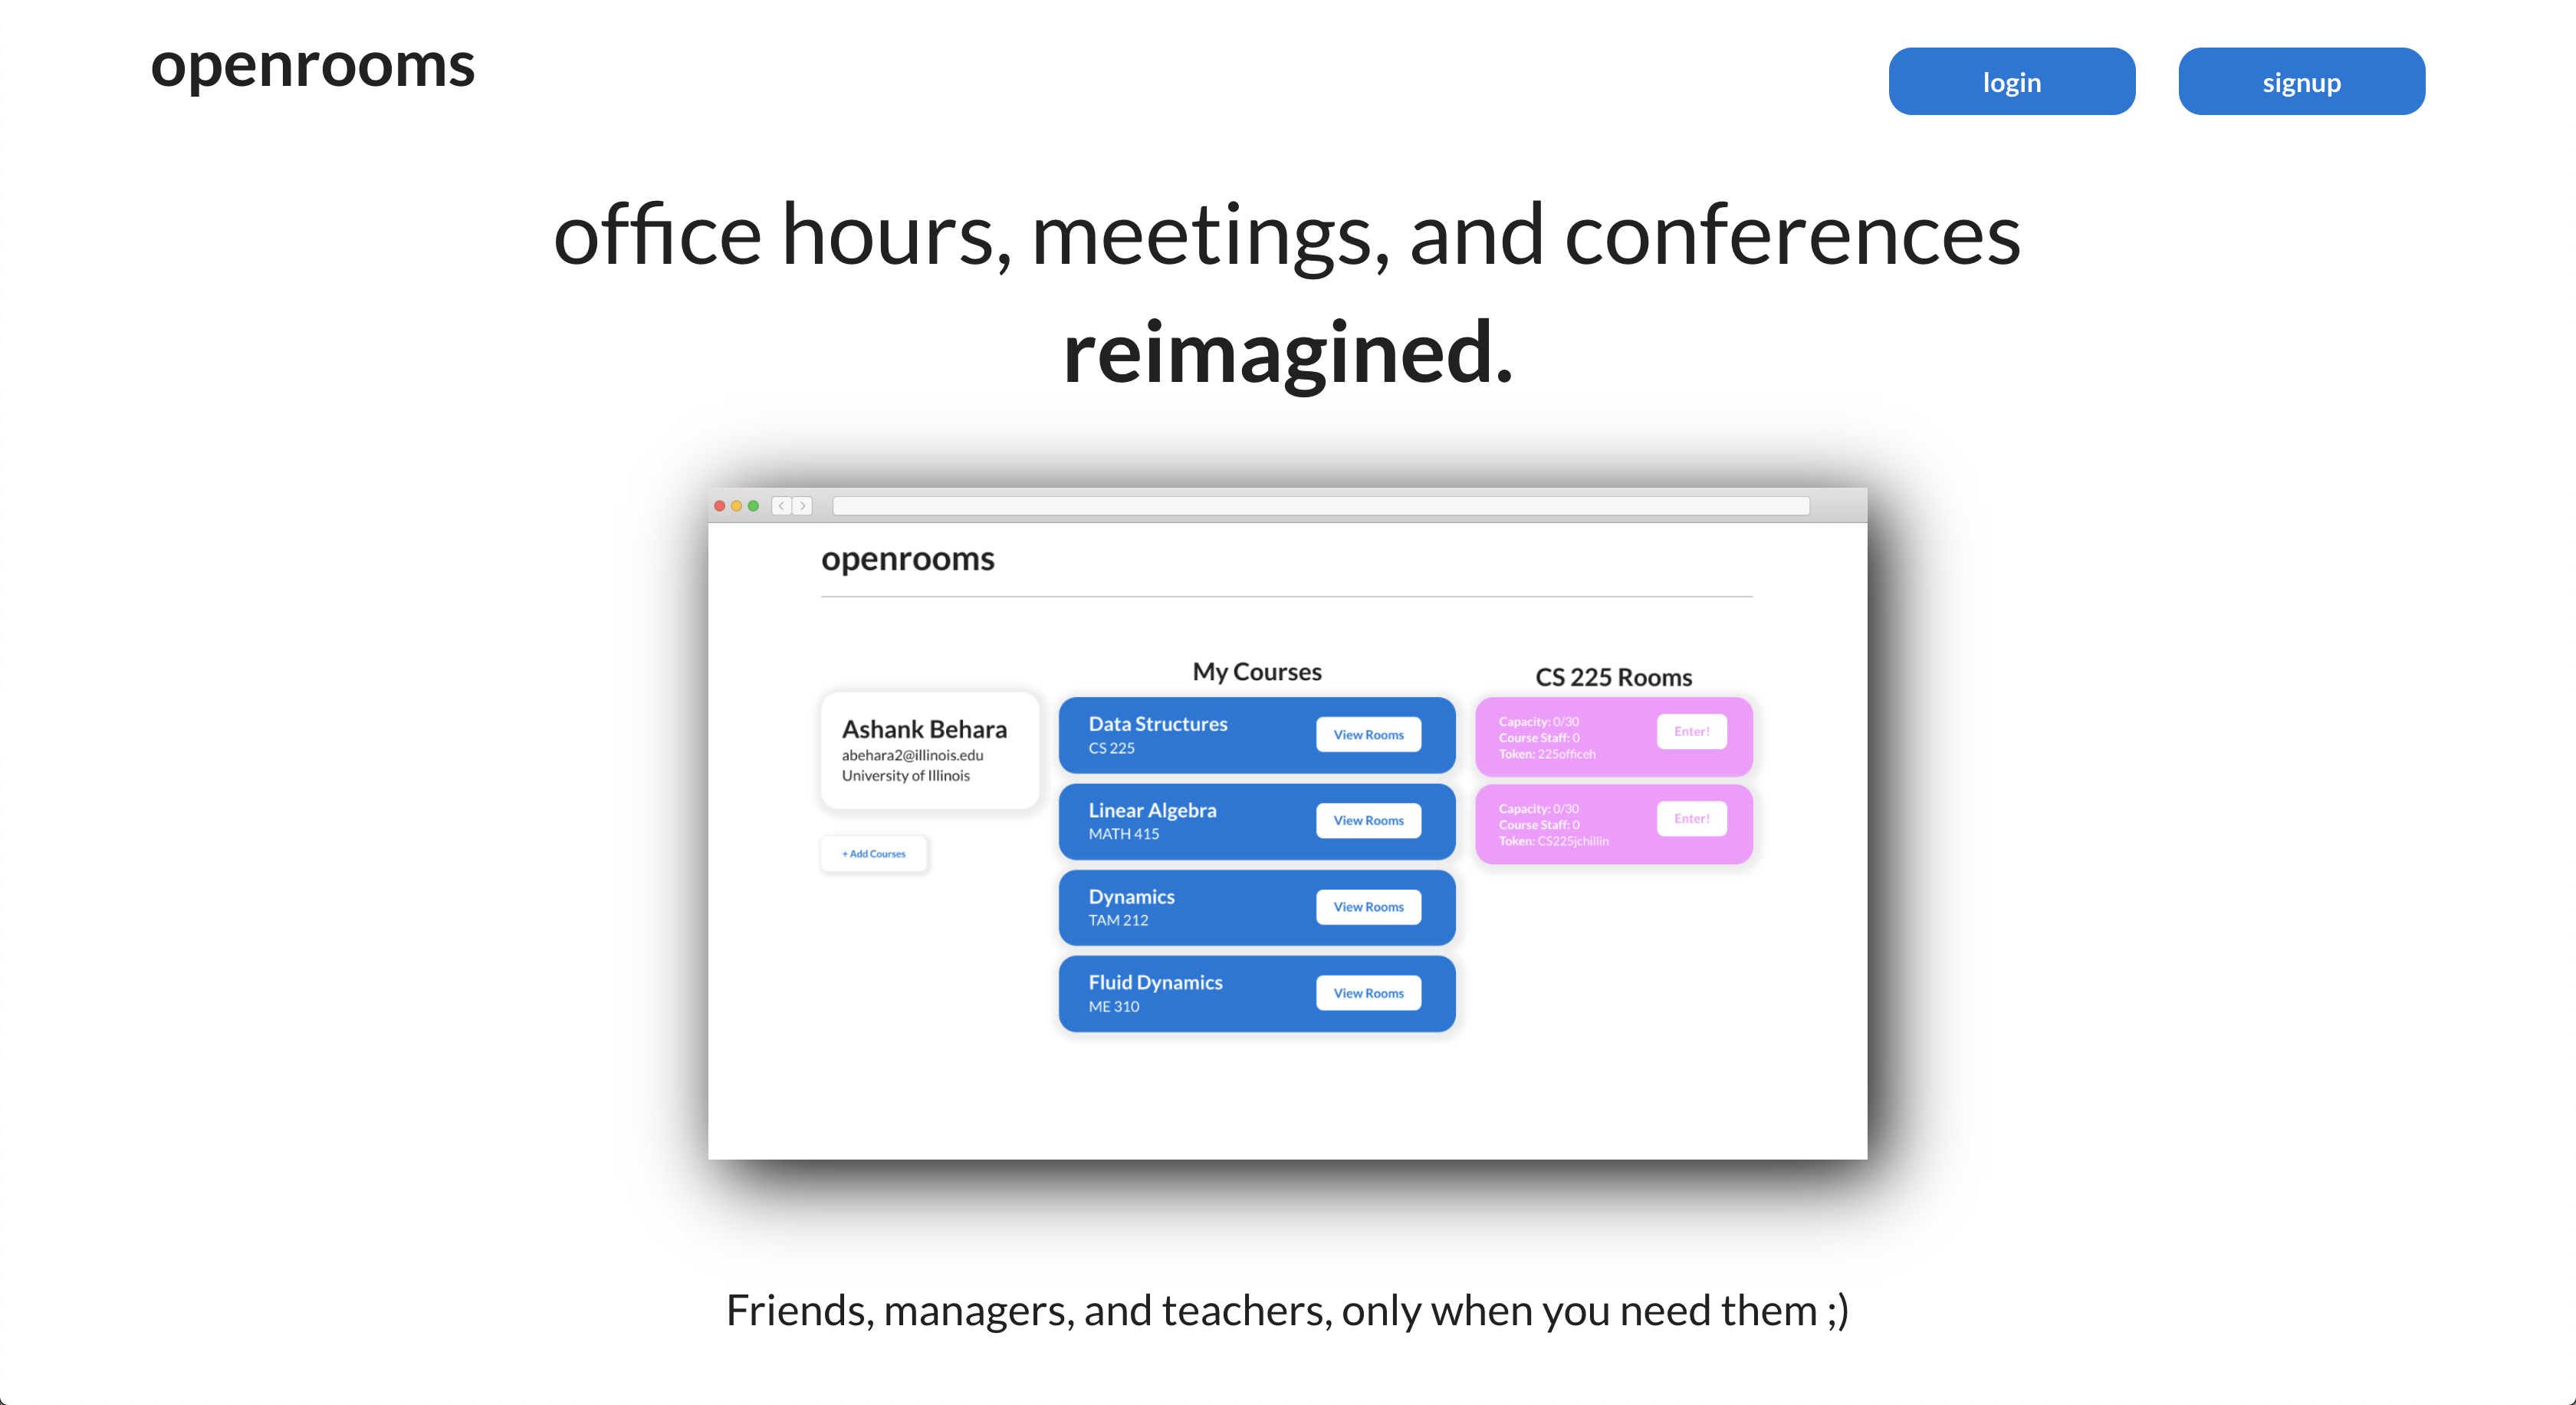 openrooms
login
signup
office hours, meetings, and conferences
reimagined.
openrooms
Ashank Behara
abehara2@illinois.edu
University of Illinois
+ Add Courses
My Courses
Data Structures
CS 225
View Rooms
Linear Algebra
MATH 415
View Rooms
Dynamics
TAM 212
View Rooms
Fluid Dynamics
ME 310
View Rooms
CS 225 Rooms
Capacity: 0/30
Course Staff: 0
Token: 225officeh
Enter!
Capacity: 0/30
Course Staff: 0
Token: CS225jchillin
Enter!
Friends, managers, and teachers, only when you need them ;)